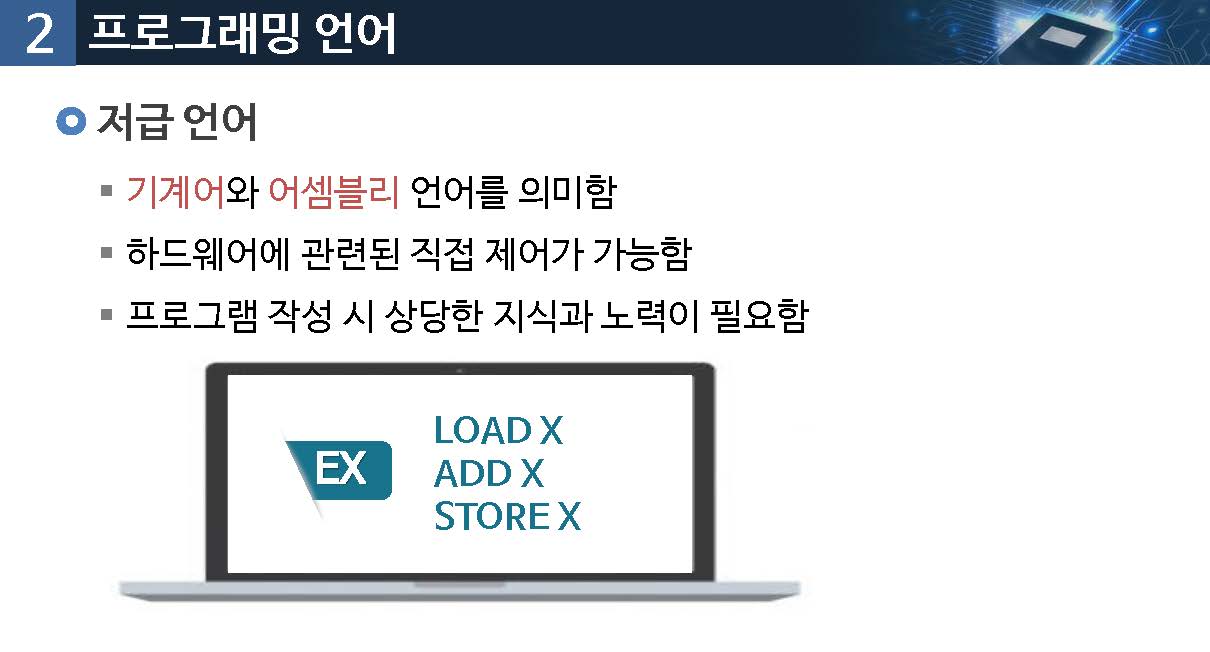 2 프로그래밍 언어
저급 언어
기계어와 어셈블리 언어를 의미함
하드웨어에 관련된 직접 제어가 가능함
프로그램 작성 시 상당한 지식과 노력이 필요함
EX
LOAD X
ADD X
STORE X